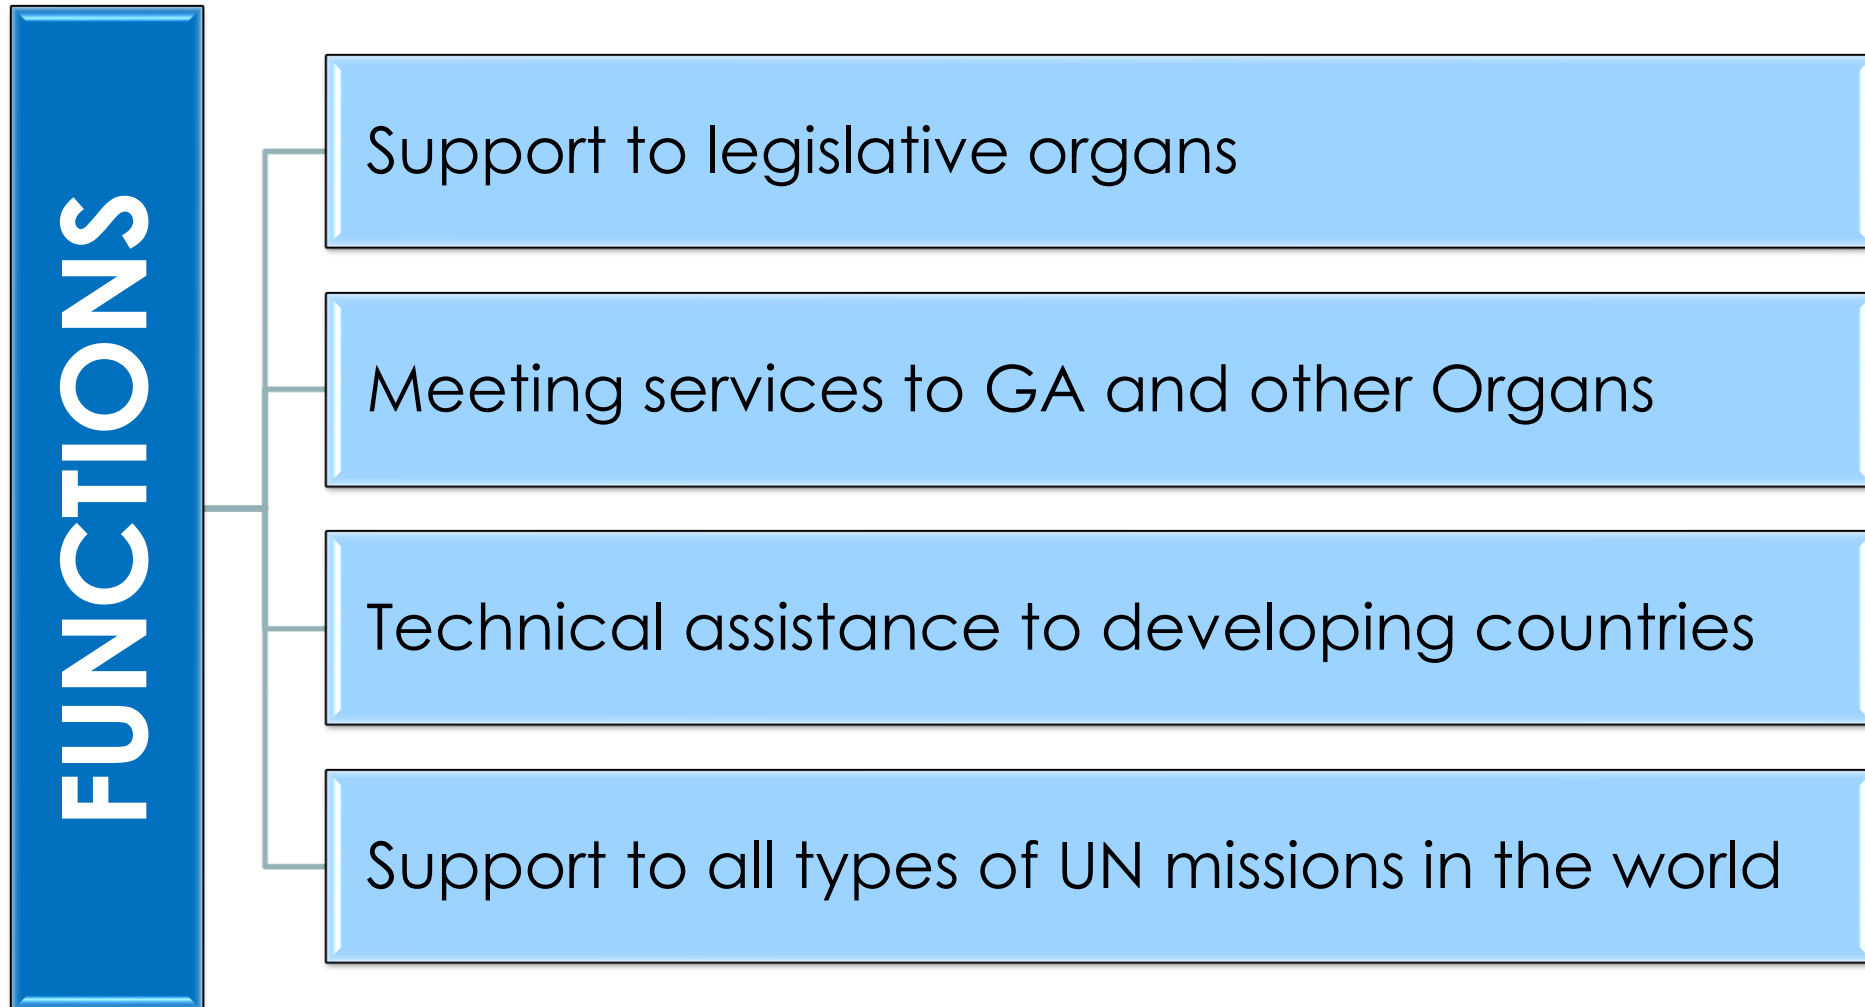 FUNCTIONS
Support to legislative organs
Meeting services to GA and other Organs
Technical assistance to developing countries
Support to all types of UN missions in the world